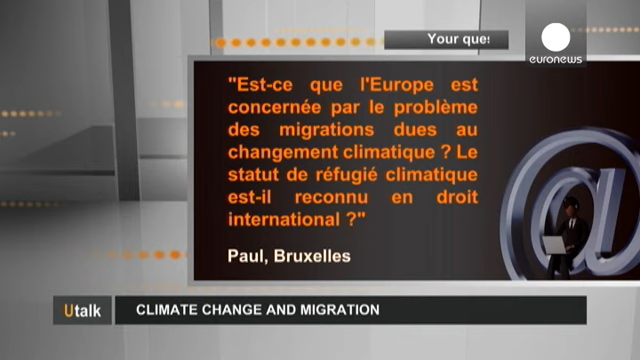 Your ques
euronews
"Est-ce que l'Europe est
concernée par le problème
des migrations dues au
changement climatique ? Le
statut de réfugié climatique
est-il reconnu en droit
international ?"
Paul, Bruxelles
Utalk
CLIMATE CHANGE AND MIGRATION